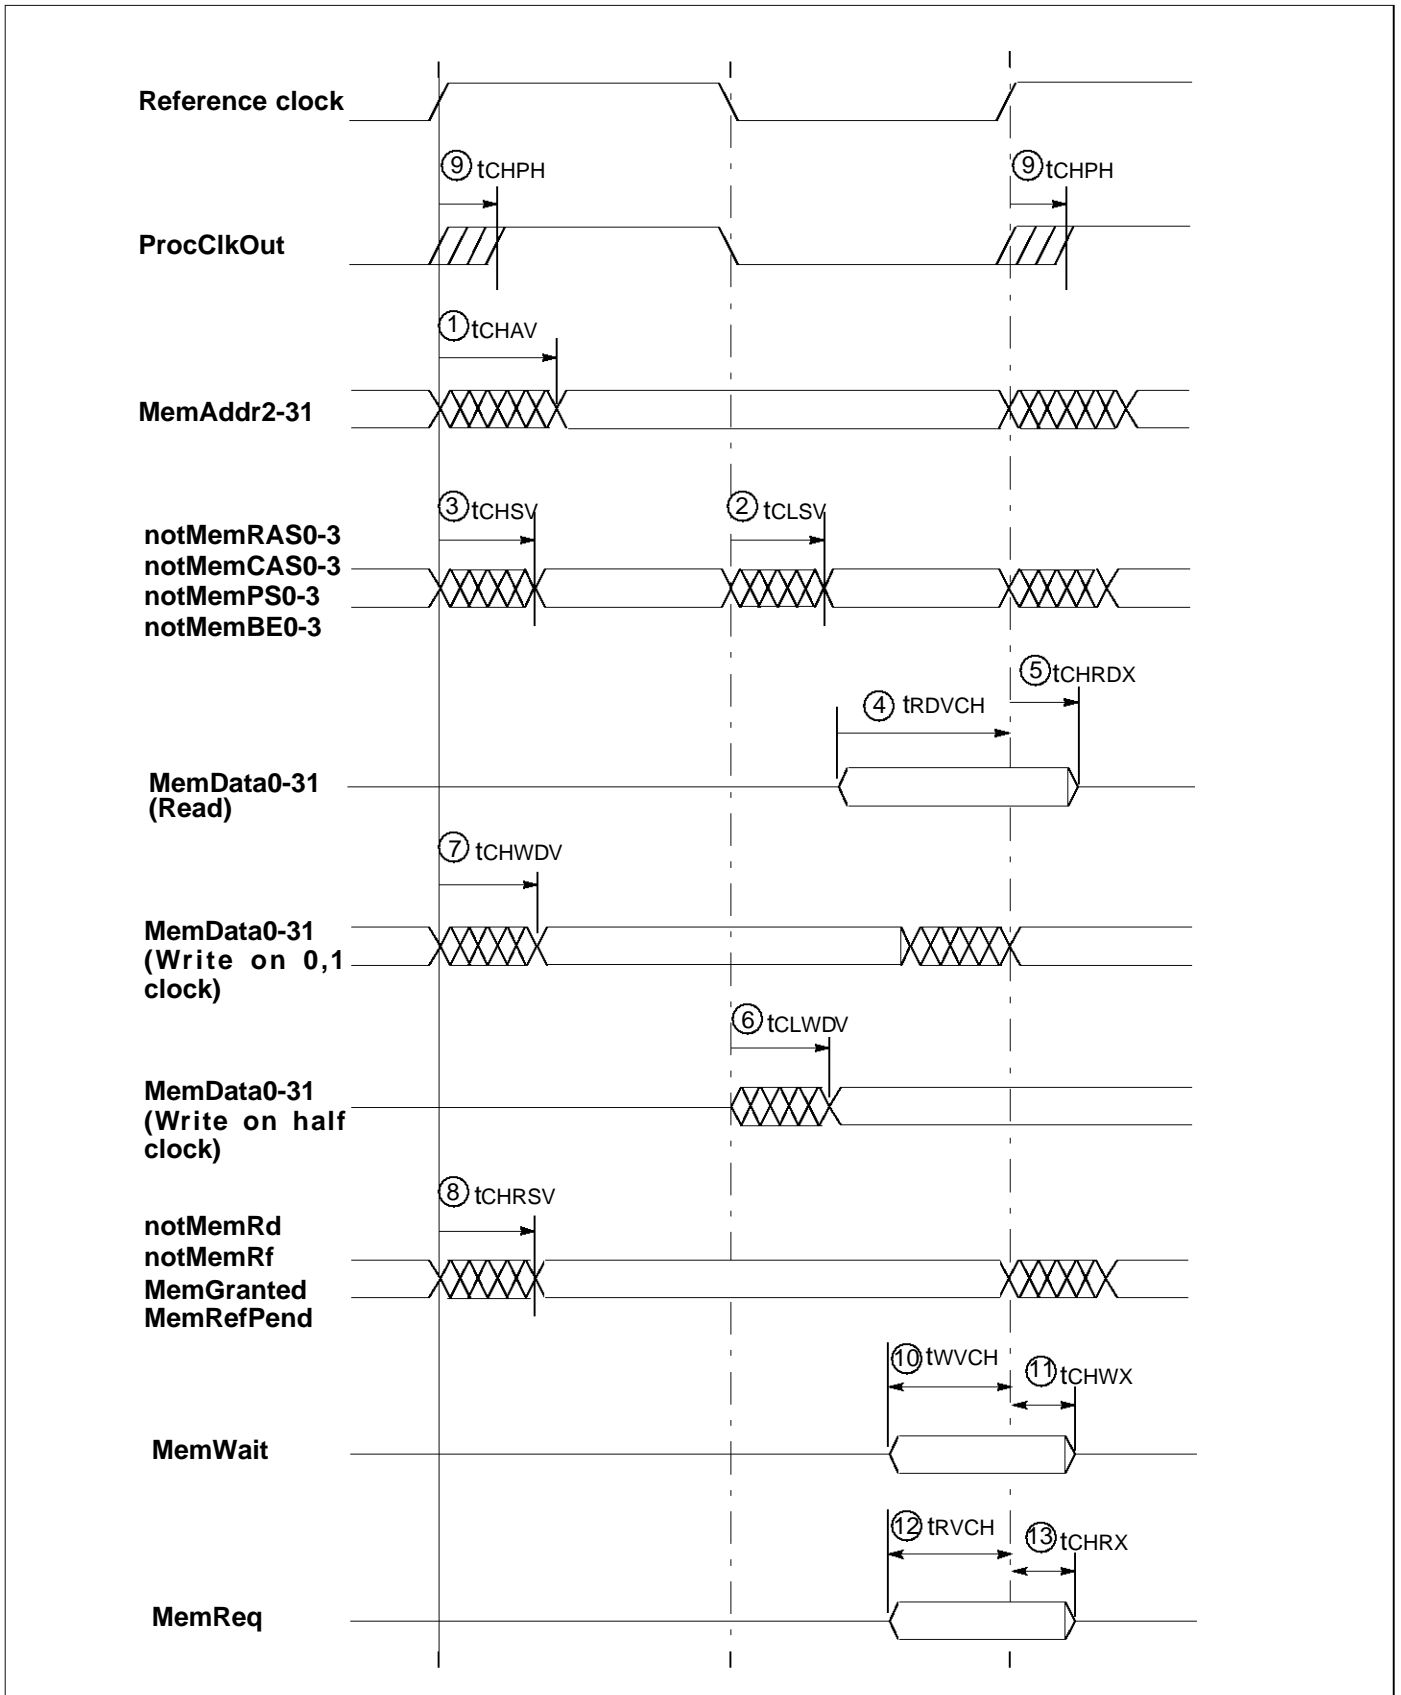 Reference clock
9 tCHPH
9 tCHPH
ProcClkOut
1 tCHAV
MemAddr2-31
3 tCHSV
2 tCLSV
notMemRAS0-3
notMemCAS0-3
notMemPS0-3
notMemBE0-3
5 tCHRDX
4 tRDVCH
MemData0-31
(Read)
7 tCHWDV
MemData0-31
(Write on 0,1
clock)
6 tCLWDV
MemData0-31
(Write on half
clock)
8 tCHRSV
notMemRd
notMemRf
MemGranted
MemRefPend
10 tWVCH
11 tCHWX
MemWait
12 tRVCH
13 tCHRX
MemReq